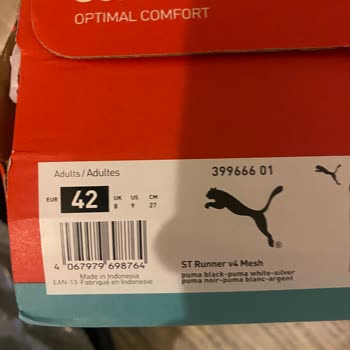 OPTIMAL COMFORT
Adults / Adultes
399666 01
EUR 42 UK 8 US 9 CM 27
4 067979 698764
Made in Indonesia
EAN-13 Fabriqué en Indonésie
ST Runner v4 Mesh
puma black-puma white-silver
puma noir-puma blanc-argent
®